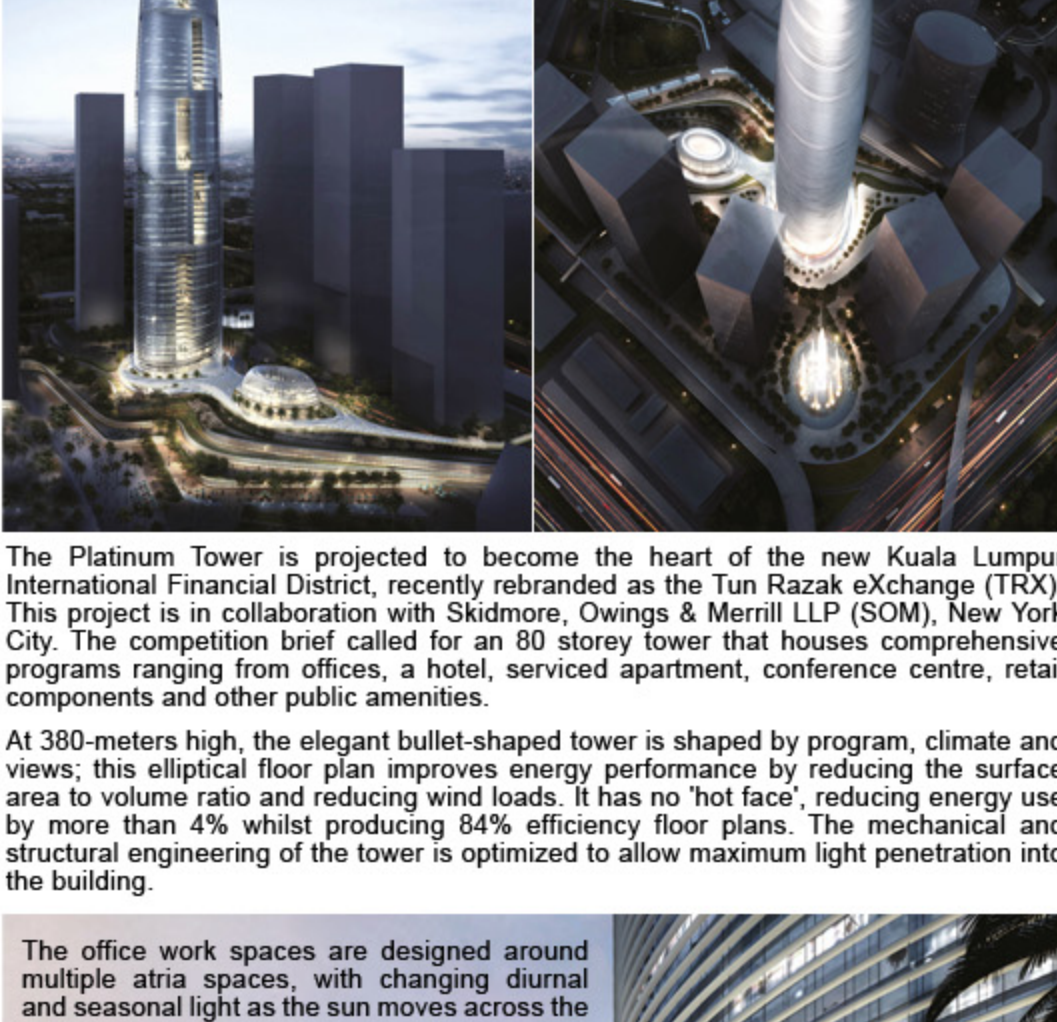 The Platinum Tower is projected to become the heart of the new Kuala Lumpu
International Financial District, recently rebranded as the Tun Razak eXchange (TRX)
This project is in collaboration with Skidmore, Owings & Merrill LLP (SOM), New York
City. The competition brief called for an 80 storey tower that houses comprehensive
programs ranging from offices, a hotel, serviced apartment, conference centre, retai
components and other public amenities.
At 380-meters high, the elegant bullet-shaped tower is shaped by program, climate and
views; this elliptical floor plan improves energy performance by reducing the surface
area to volume ratio and reducing wind loads. It has no 'hot face', reducing energy use
by more than 4% whilst producing 84% efficiency floor plans. The mechanical and
structural engineering of the tower is optimized to allow maximum light penetration into
the building.
The office work spaces are designed around
multiple atria spaces, with changing diurnal
and seasonal light as the sun moves across the